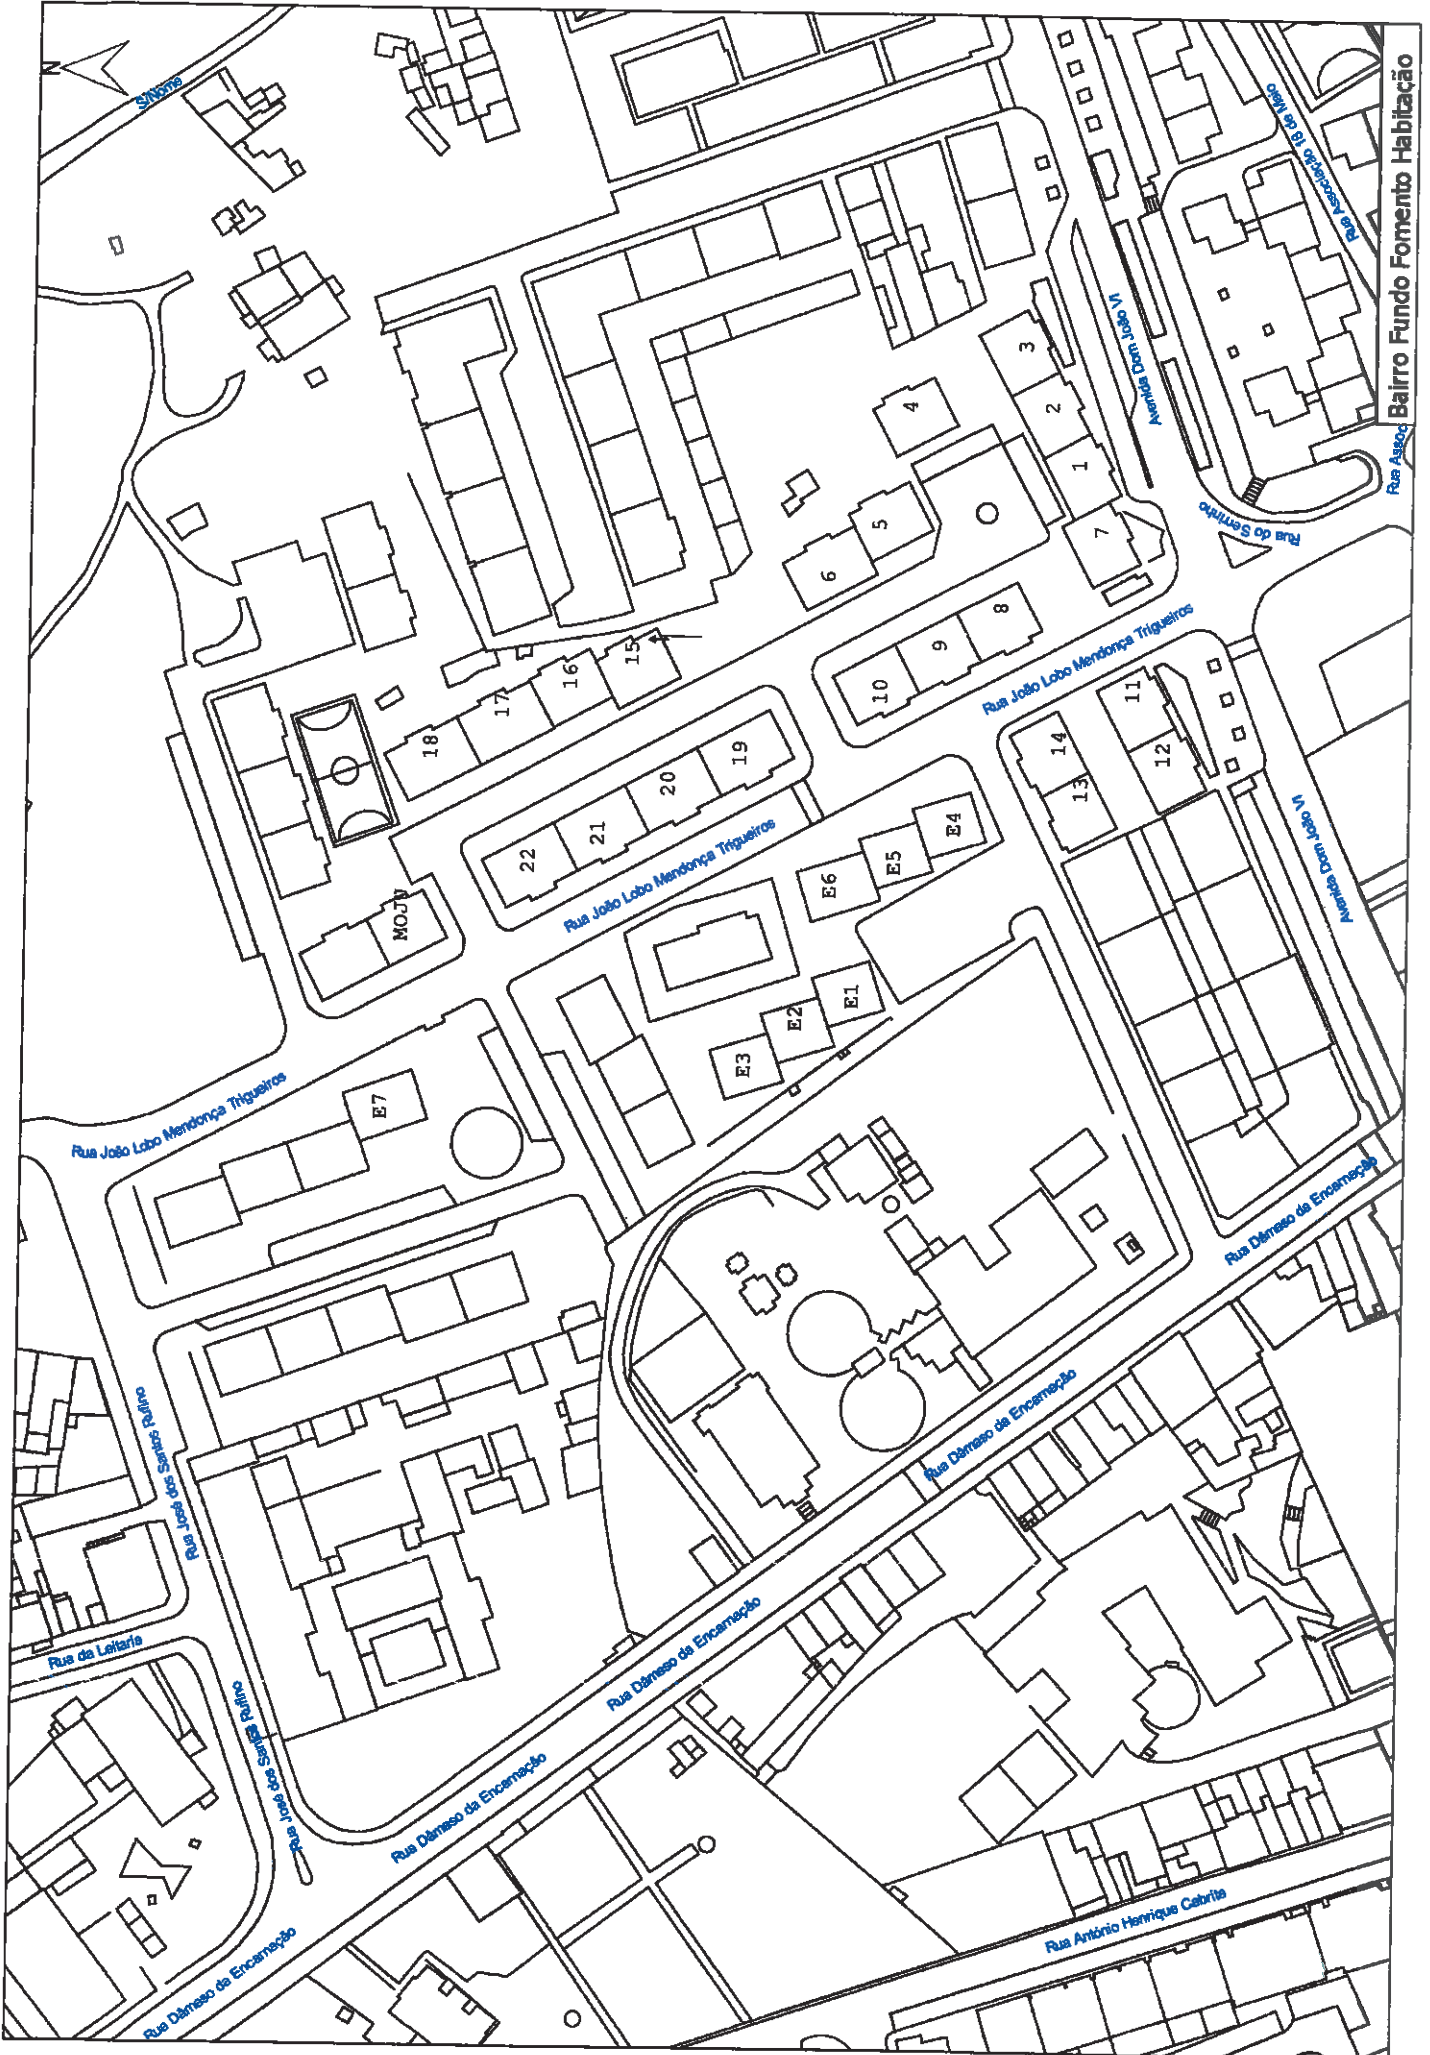 N
S/Nome
Rua Associação 18 de Maio
Bairro Fundo Fomento Habitação
Avenida Dom João VI
3
4
2
1
Rua Assoc
5
7
Rua do Serrinho
6
8
9
10
Rua João Lobo Mendonça Trigueiros
15
16
17
18
11
12
14
13
19
20
21
22
Rua João Lobo Mendonça Trigueiros
E4
E5
E6
Avenida Dom João VI
MOJU
E1
E2
E3
E7
Rua João Lobo Mendonça Trigueiros
Rua Dâmaso da Encarnação
Rua José dos Santos Rufino
Rua Dâmaso da Encarnação
Rua da Leitaria
Rua Dâmaso da Encarnação
Rua José dos Santos Rufino
Rua Dâmaso da Encarnação
Rua António Henrique Cabrita
Rua Dâmaso da Encarnação